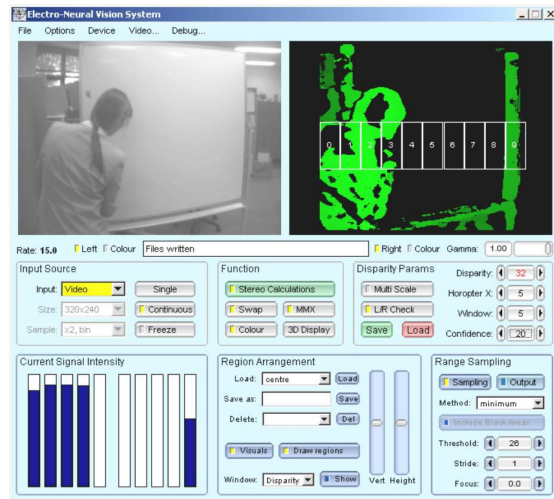 Electro-Neural Vision System
File Options Device Video... Debug...
0 1 2 3 4 5 6 7 8 9
Rate: 15.0 Left Colour Files written Right Colour Gamma: 1.00
Input Source
Input: Video Single
Size: 320x240 Continuous
Sample: x2, bin Freeze
Function
Stereo Calculations
Swap MMX
Colour 3D Display
Disparity Params
Multi Scale
L/R Check
Save Load
Disparity: 32
Horopter X: 5
Window: 5
Confidence: 20
Current Signal Intensity
Region Arrangement
Load: centre Load
Save as: Save
Delete: Del
Visuals Draw regions
Window: Disparity Show
Vert Height
Range Sampling
Sampling Output
Method: minimum
Include Black Areas
Threshold: 26
Stride: 1
Focus: 0.0